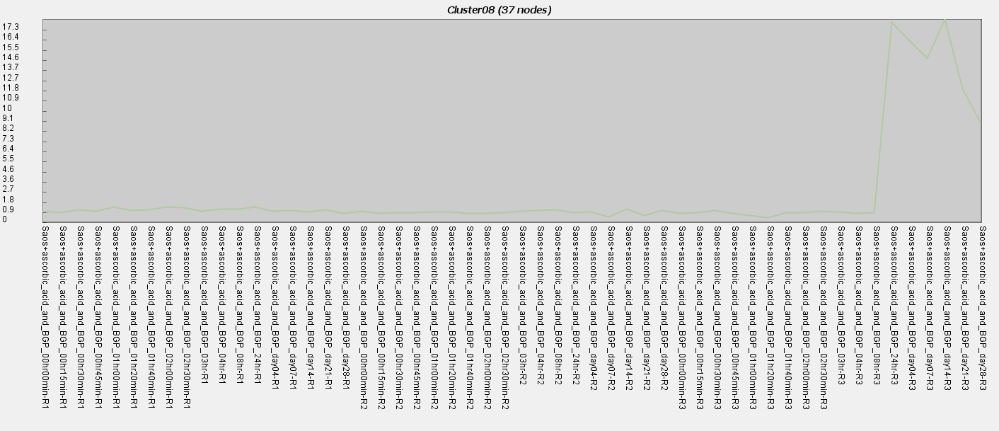 Cluster08 (37 nodes)
17.3
16.4
15.5
14.6
13.7
12.7
11.8
10.9
10
9.1
8.2
7.3
6.4
5.5
4.6
3.6
2.7
1.8
0.9
0
Saos+ascorbic_acid_and_BGP_00hr00min-R1
Saos+ascorbic_acid_and_BGP_00hr15min-R1
Saos+ascorbic_acid_and_BGP_00hr30min-R1
Saos+ascorbic_acid_and_BGP_00hr45min-R1
Saos+ascorbic_acid_and_BGP_01hr00min-R1
Saos+ascorbic_acid_and_BGP_01hr20min-R1
Saos+ascorbic_acid_and_BGP_01hr40min-R1
Saos+ascorbic_acid_and_BGP_02hr00min-R1
Saos+ascorbic_acid_and_BGP_02hr30min-R1
Saos+ascorbic_acid_and_BGP_03hr-R1
Saos+ascorbic_acid_and_BGP_04hr-R1
Saos+ascorbic_acid_and_BGP_08hr-R1
Saos+ascorbic_acid_and_BGP_24hr-R1
Saos+ascorbic_acid_and_BGP_day04-R1
Saos+ascorbic_acid_and_BGP_day07-R1
Saos+ascorbic_acid_and_BGP_day14-R1
Saos+ascorbic_acid_and_BGP_day21-R1
Saos+ascorbic_acid_and_BGP_day28-R1
Saos+ascorbic_acid_and_BGP_00hr00min-R2
Saos+ascorbic_acid_and_BGP_00hr15min-R2
Saos+ascorbic_acid_and_BGP_00hr30min-R2
Saos+ascorbic_acid_and_BGP_00hr45min-R2
Saos+ascorbic_acid_and_BGP_01hr00min-R2
Saos+ascorbic_acid_and_BGP_01hr20min-R2
Saos+ascorbic_acid_and_BGP_01hr40min-R2
Saos+ascorbic_acid_and_BGP_02hr00min-R2
Saos+ascorbic_acid_and_BGP_02hr30min-R2
Saos+ascorbic_acid_and_BGP_03hr-R2
Saos+ascorbic_acid_and_BGP_04hr-R2
Saos+ascorbic_acid_and_BGP_08hr-R2
Saos+ascorbic_acid_and_BGP_24hr-R2
Saos+ascorbic_acid_and_BGP_day04-R2
Saos+ascorbic_acid_and_BGP_day07-R2
Saos+ascorbic_acid_and_BGP_day14-R2
Saos+ascorbic_acid_and_BGP_day21-R2
Saos+ascorbic_acid_and_BGP_day28-R2
Saos+ascorbic_acid_and_BGP_00hr00min-R3
Saos+ascorbic_acid_and_BGP_00hr15min-R3
Saos+ascorbic_acid_and_BGP_00hr30min-R3
Saos+ascorbic_acid_and_BGP_00hr45min-R3
Saos+ascorbic_acid_and_BGP_01hr00min-R3
Saos+ascorbic_acid_and_BGP_01hr20min-R3
Saos+ascorbic_acid_and_BGP_01hr40min-R3
Saos+ascorbic_acid_and_BGP_02hr00min-R3
Saos+ascorbic_acid_and_BGP_02hr30min-R3
Saos+ascorbic_acid_and_BGP_03hr-R3
Saos+ascorbic_acid_and_BGP_04hr-R3
Saos+ascorbic_acid_and_BGP_08hr-R3
Saos+ascorbic_acid_and_BGP_24hr-R3
Saos+ascorbic_acid_and_BGP_day04-R3
Saos+ascorbic_acid_and_BGP_day07-R3
Saos+ascorbic_acid_and_BGP_day14-R3
Saos+ascorbic_acid_and_BGP_day21-R3
Saos+ascorbic_acid_and_BGP_day28-R3